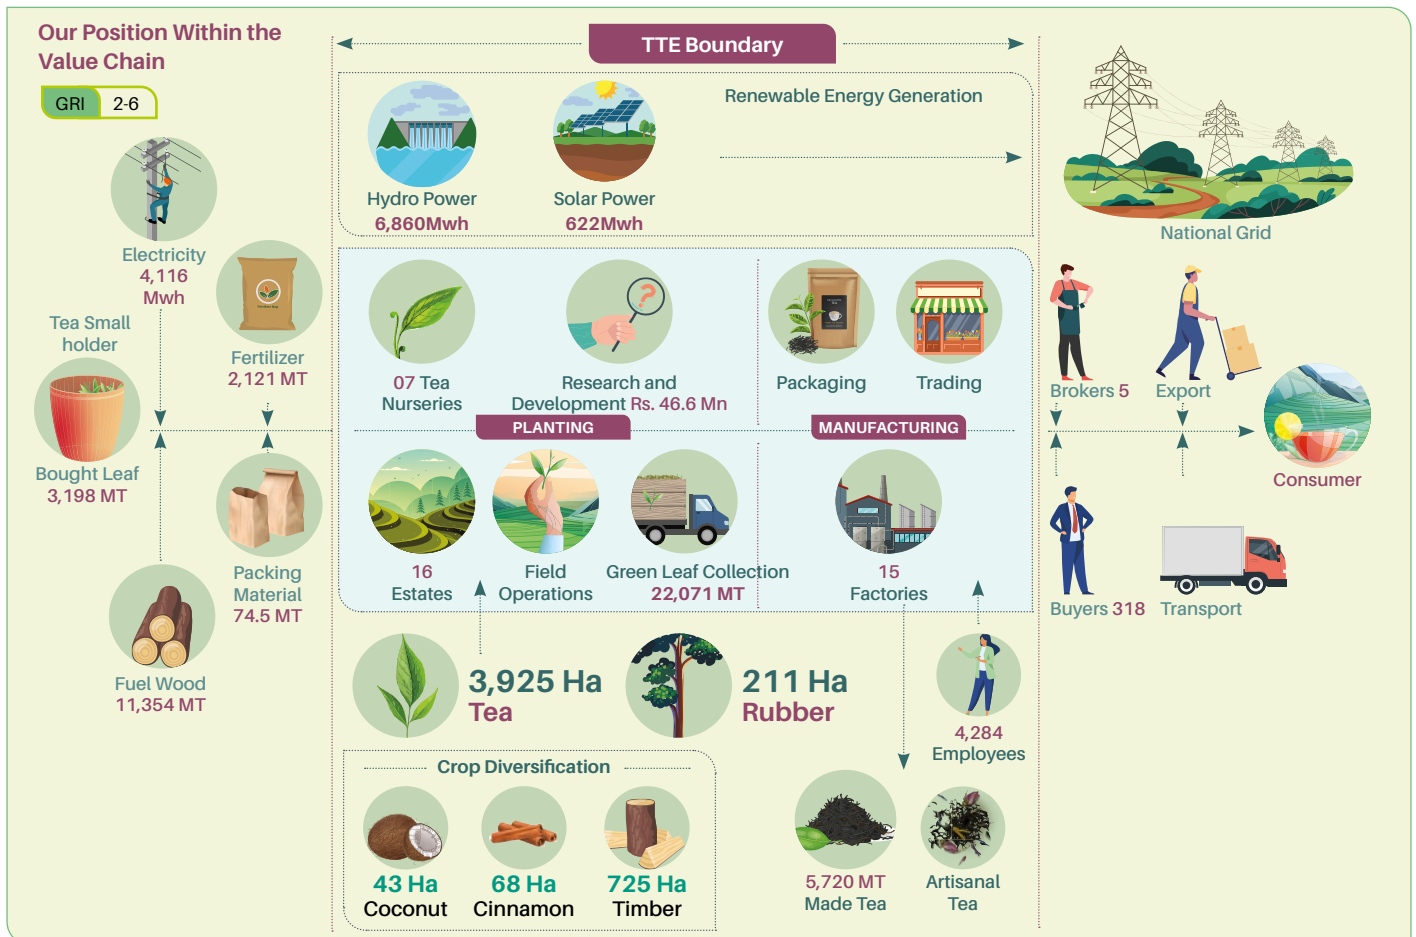 Our Position Within the
Value Chain
GRI 2-6
Electricity
4,116
Mwh
Tea Small
holder
Fertilizer
2,121 MT
Bought Leaf
3,198 MT
Packing
Material
74.5 MT
Fuel Wood
11,354 MT
TTE Boundary
Renewable Energy Generation
Hydro Power
6,860Mwh
Solar Power
622Mwh
07 Tea
Nurseries
Research and
Development Rs. 46.6 Mn
Packaging
Trading
PLANTING
MANUFACTURING
16
Estates
Field
Operations
Green Leaf Collection
22,071 MT
15
Factories
3,925 Ha
Tea
211 Ha
Rubber
4,284
Employees
Crop Diversification
43 Ha
Coconut
68 Ha
Cinnamon
725 Ha
Timber
5,720 MT
Made Tea
Artisanal
Tea
National Grid
Brokers 5
Export
Consumer
Buyers 318
Transport